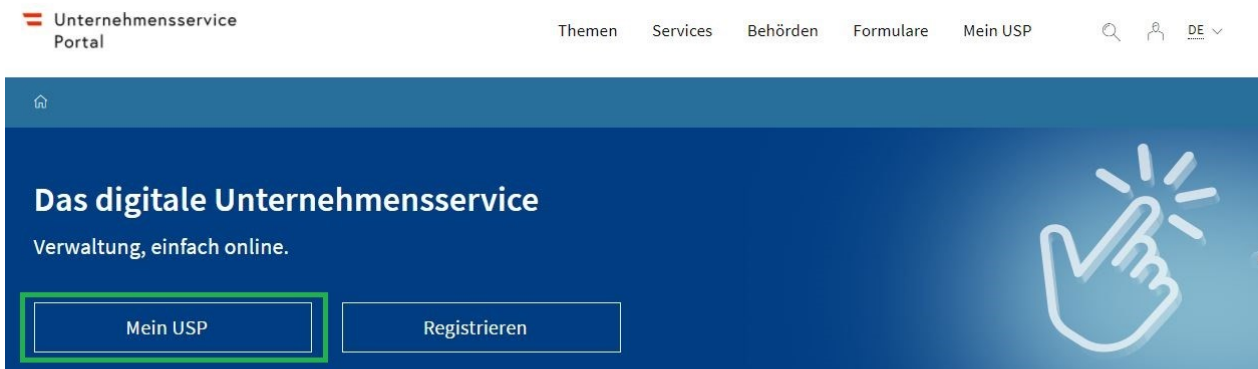 Unternehmensservice
Portal
Themen Services Behörden Formulare Mein USP DE
Das digitale Unternehmensservice
Verwaltung, einfach online.
Mein USP Registrieren